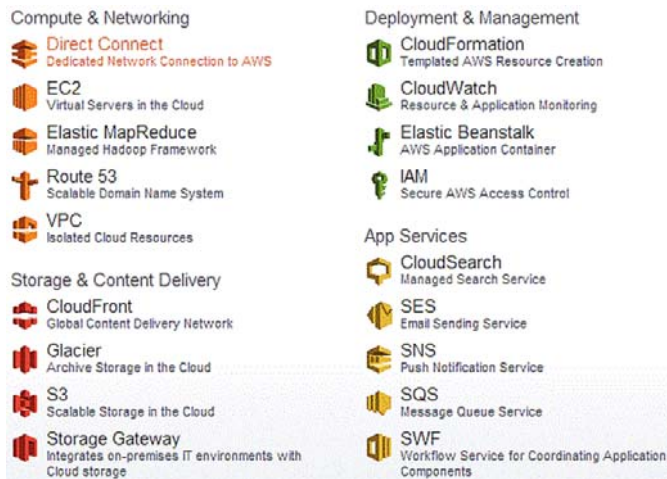 Compute & Networking
Direct Connect
Dedicated Network Connection to AWS
EC2
Virtual Servers in the Cloud
Elastic MapReduce
Managed Hadoop Framework
Route 53
Scalable Domain Name System
VPC
Isolated Cloud Resources
Storage & Content Delivery
CloudFront
Global Content Delivery Network
Glacier
Archive Storage in the Cloud
S3
Scalable Storage in the Cloud
Storage Gateway
Integrates on-premises IT environments with
Cloud storage
Deployment & Management
CloudFormation
Templated AWS Resource Creation
CloudWatch
Resource & Application Monitoring
Elastic Beanstalk
AWS Application Container
IAM
Secure AWS Access Control
App Services
CloudSearch
Managed Search Service
SES
Email Sending Service
SNS
Push Notification Service
SQS
Message Queue Service
SWF
Workflow Service for Coordinating Application
Components